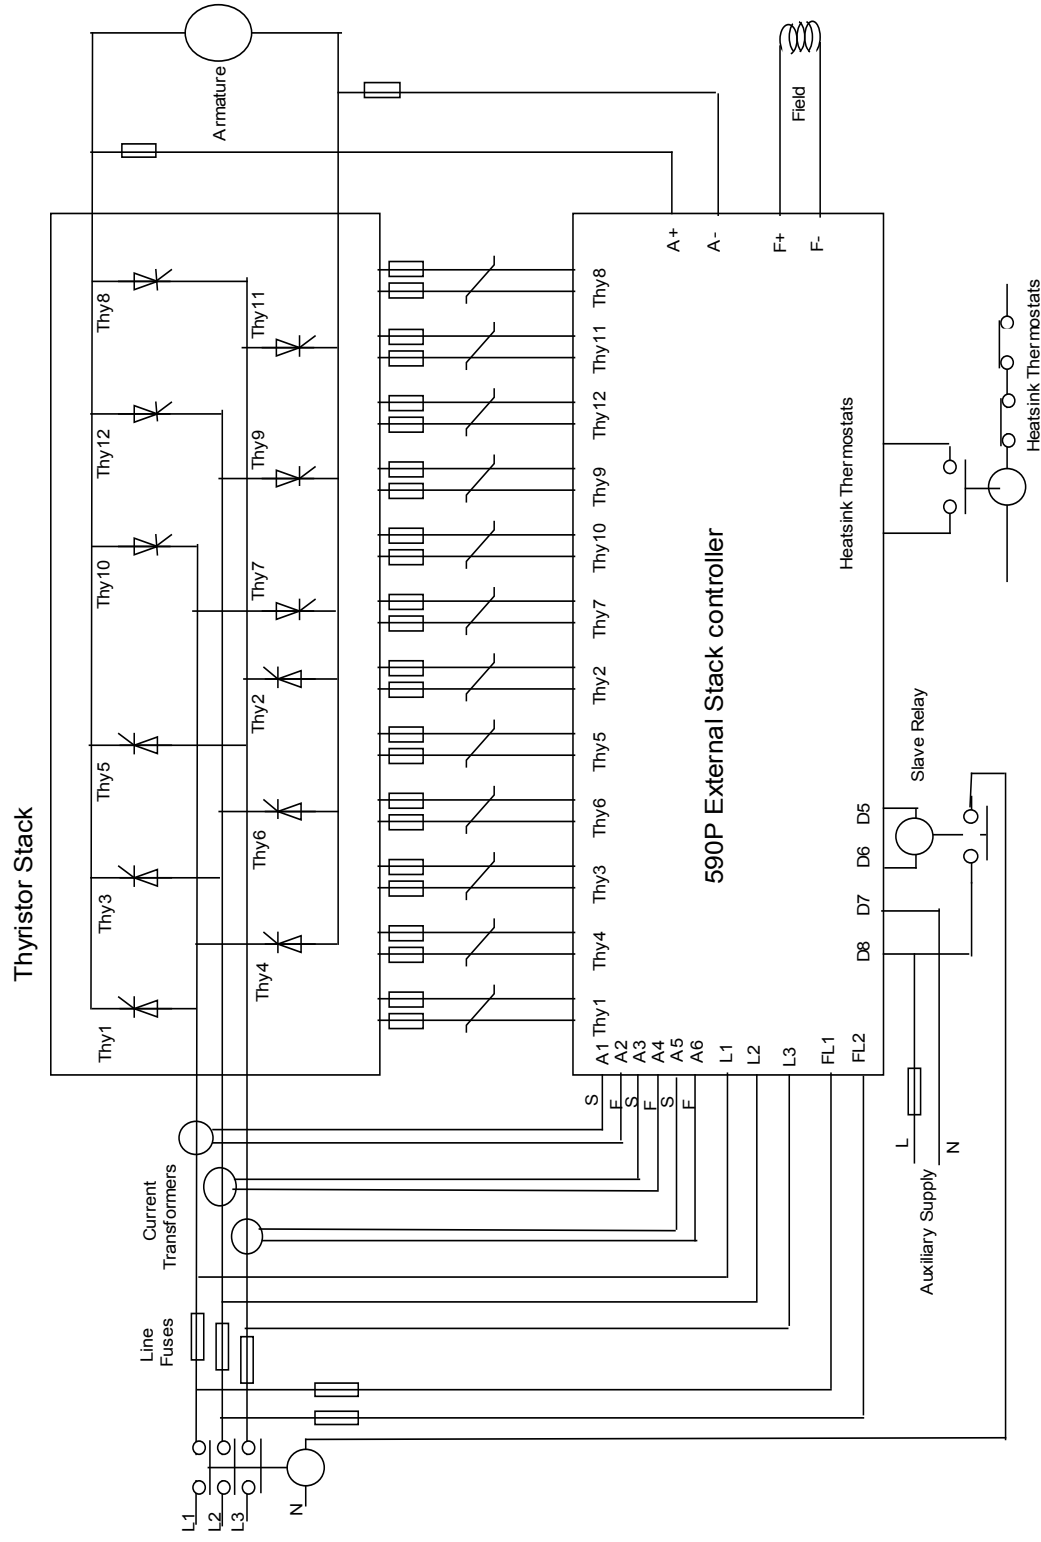 Thyristor Stack
Armature
Field
Thy8
Thy11
Thy12
Thy9
Thy10
Thy7
Thy2
Thy5
Thy6
Thy3
Thy4
Thy1
A+
A-
F+
F-
Thy8
Thy11
Thy12
Thy9
Thy10
Thy7
Thy2
Thy5
Thy6
Thy3
Thy4
Thy1
590P External Stack controller
Heatsink Thermostats
Heatsink Thermostats
Slave Relay
D5
D6
D7
D8
A1
A2
A3
A4
A5
A6
L1
L2
L3
FL1
FL2
S
F
S
F
S
F
L
N
Auxiliary Supply
Current
Transformers
Line
Fuses
L1
L2
L3
N